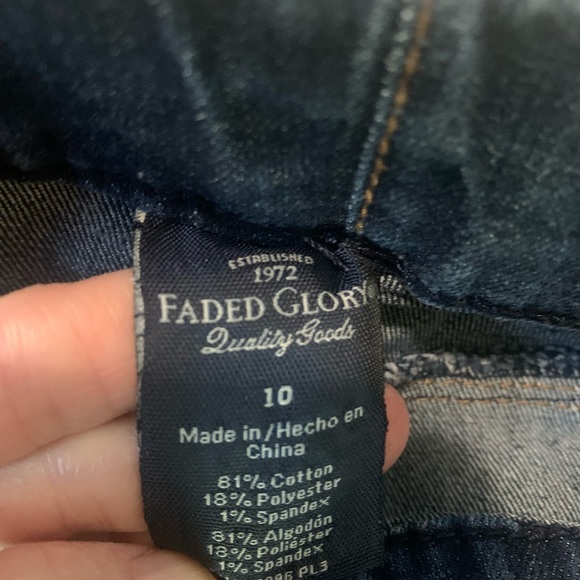 ESTABLISHED
1972
FADED GLORY
Quality Goods
10
Made in/Hecho en
China
81% Cotton
18% Polyester
1% Spandex
81% Algodón
18% Poliéster
1% Spandex
PL3